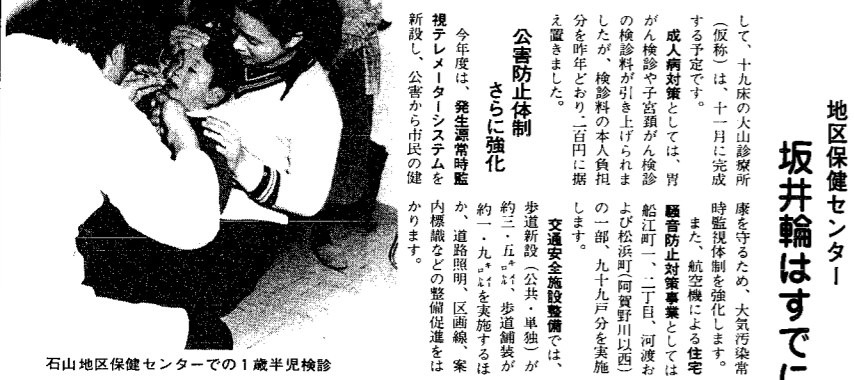 地区保健センター
坂井輪はすでに
して、十九床の大山診療所
（仮称）は、十一月に完成
する予定です。
成人病対策としては、胃
がん検診や子宮頚がん検診
の検診料が引き上げられま
したが、検診料の本人負担
分を昨年どおり、二百円に据
え置きました。
公害防止体制
さらに強化
今年度は、発生源常時監
視テレメーターシステムを
新設し、公害から市民の健
康を守るため、大気汚染常
時監視体制を強化します。
また、航空機による住宅
騒音防止対策事業としては
船江町一、二丁目、河渡お
よび松浜町（阿賀野川以西）
の一部、九十九戸分を実施
します。
交通安全施設整備では、
歩道新設（公共・単独）が
約三・五キロメートル、歩道舗装が
約一・九キロメートルを実施するほ
か、道路照明、区画線、案
内標識などの整備促進をは
かります。
石山地区保健センターでの１歳半児検診